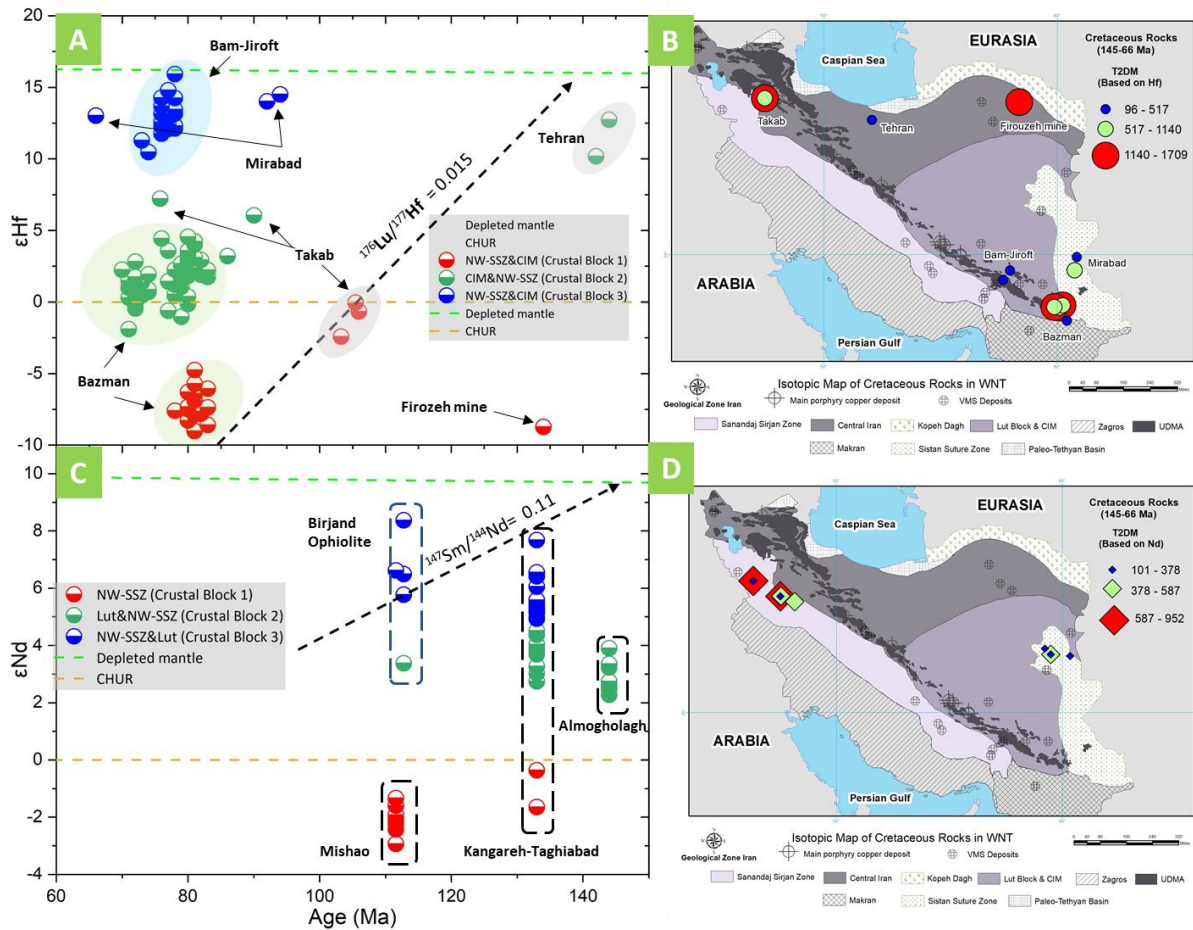 A
εHf
20
15
10
5
0
-5
-10
Bam-Jiroft
Mirabad
Tehran
Takab
Bazman
Firozeh mine
¹⁷⁶Lu/¹⁷⁷Hf = 0.015
Depleted mantle
CHUR
NW-SSZ&CIM (Crustal Block 1)
CIM&NW-SSZ (Crustal Block 2)
NW-SSZ&CIM (Crustal Block 3)
Depleted mantle
CHUR
B
EURASIA
Caspian Sea
Takab
Tehran
Firouzeh mine
Bam-Jiroft
Mirabad
Bazman
ARABIA
Persian Gulf
Cretaceous Rocks
(145-66 Ma)
T2DM
(Based on Hf)
96 - 517
517 - 1140
1140 - 1709
Isotopic Map of Cretaceous Rocks in WNT
Geological Zone Iran
Main porphyry copper deposit
VMS Deposits
Sanandaj Sirjan Zone
Central Iran
Kopeh Dagh
Lut Block & CIM
Zagros
UDMA
Makran
Sistan Suture Zone
Paleo-Tethyan Basin
C
εNd
10
8
6
4
2
0
-2
-4
60
80
100
120
140
Age (Ma)
Birjand
Ophiolite
¹⁴⁷Sm/¹⁴⁴Nd= 0.11
NW-SSZ (Crustal Block 1)
Lut&NW-SSZ (Crustal Block 2)
NW-SSZ&Lut (Crustal Block 3)
Depleted mantle
CHUR
Almogholagh
Mishao
Kangareh-Taghiabad
D
EURASIA
Caspian Sea
ARABIA
Persian Gulf
Cretaceous Rocks
(145-66 Ma)
T2DM
(Based on Nd)
101 - 378
378 - 587
587 - 952
Isotopic Map of Cretaceous Rocks in WNT
Geological Zone Iran
Main porphyry copper deposit
VMS Deposits
Sanandaj Sirjan Zone
Central Iran
Kopeh Dagh
Lut Block & CIM
Zagros
UDMA
Makran
Sistan Suture Zone
Paleo-Tethyan Basin